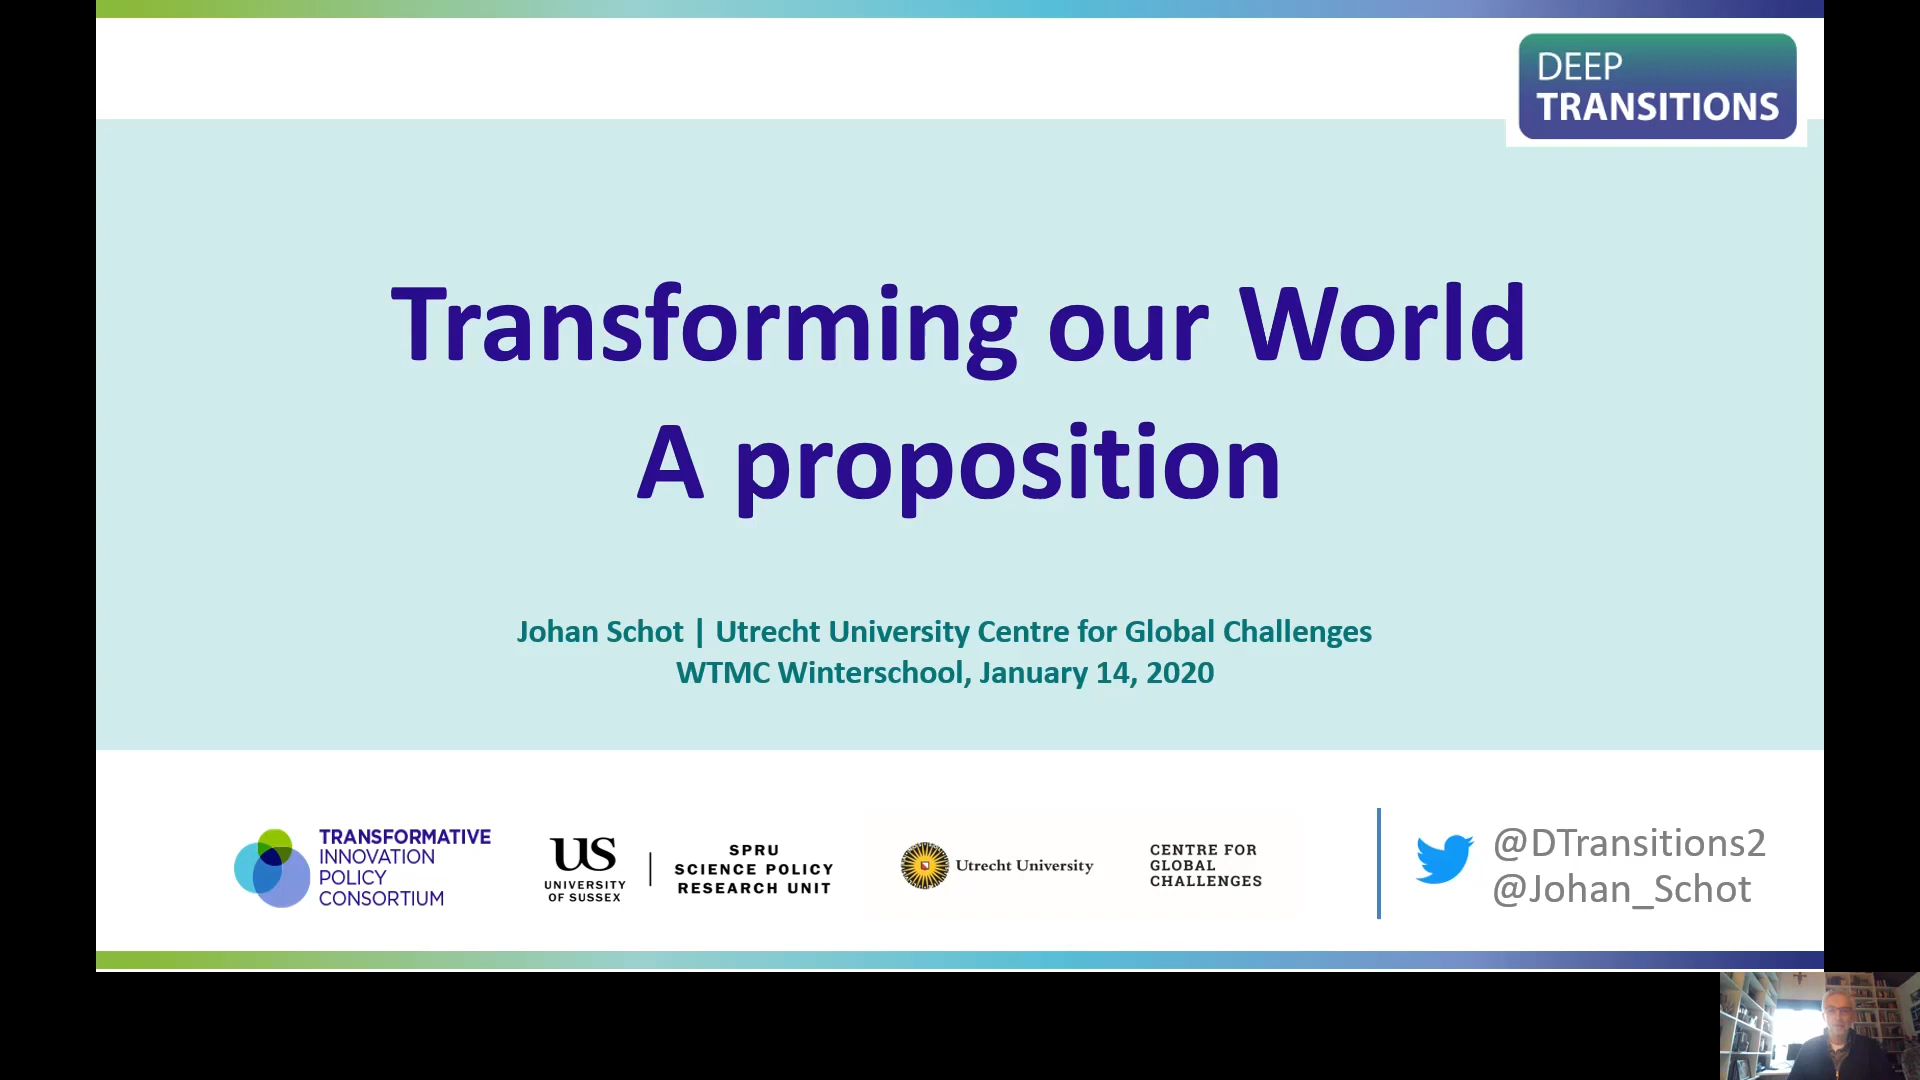 DEEP
TRANSITIONS
Transforming our World
A proposition
Johan Schot | Utrecht University Centre for Global Challenges
WTMC Winterschool, January 14, 2020
TRANSFORMATIVE
INNOVATION
POLICY
CONSORTIUM
US
UNIVERSITY
OF SUSSEX
SPRU
SCIENCE POLICY
RESEARCH UNIT
Utrecht University
CENTRE FOR
GLOBAL
CHALLENGES
@DTransitions2
@Johan_Schot